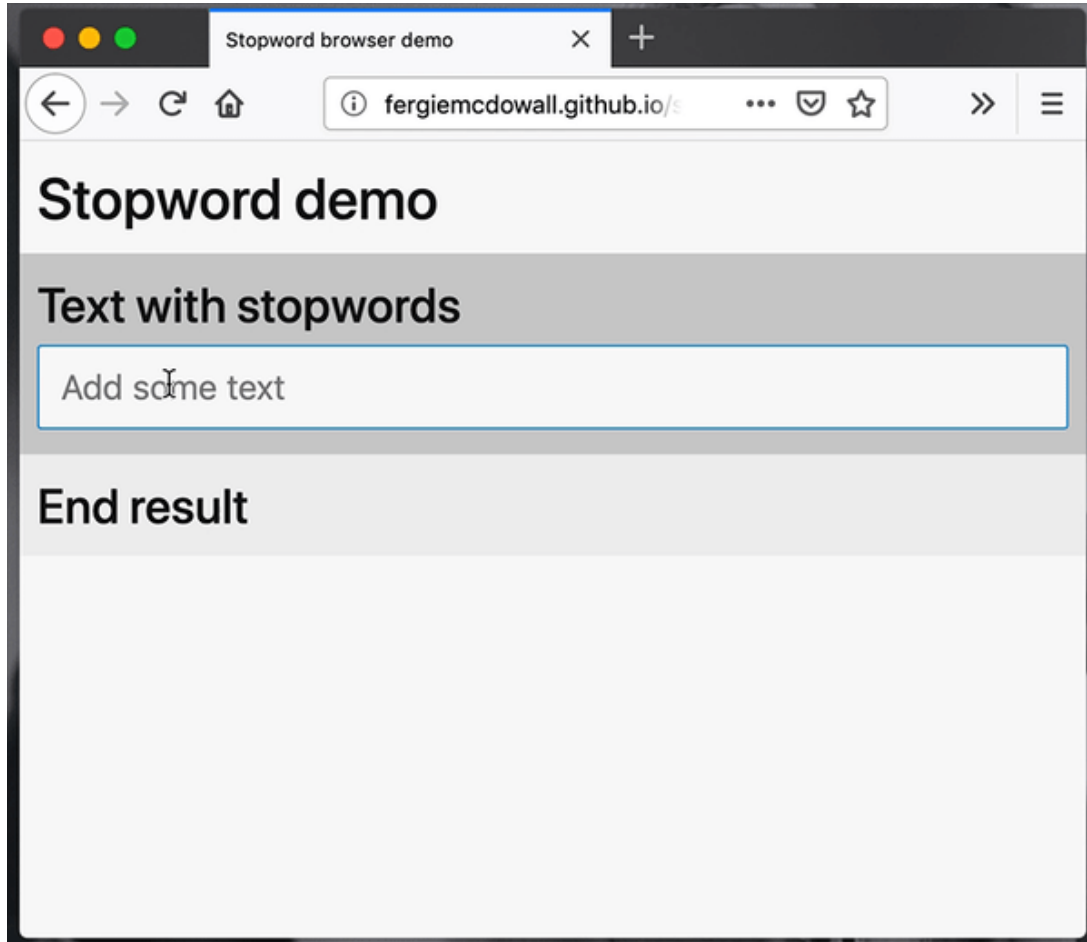 Stopword browser demo
fergiemcdowall.github.io/s
Stopword demo
Text with stopwords
Add some text
End result